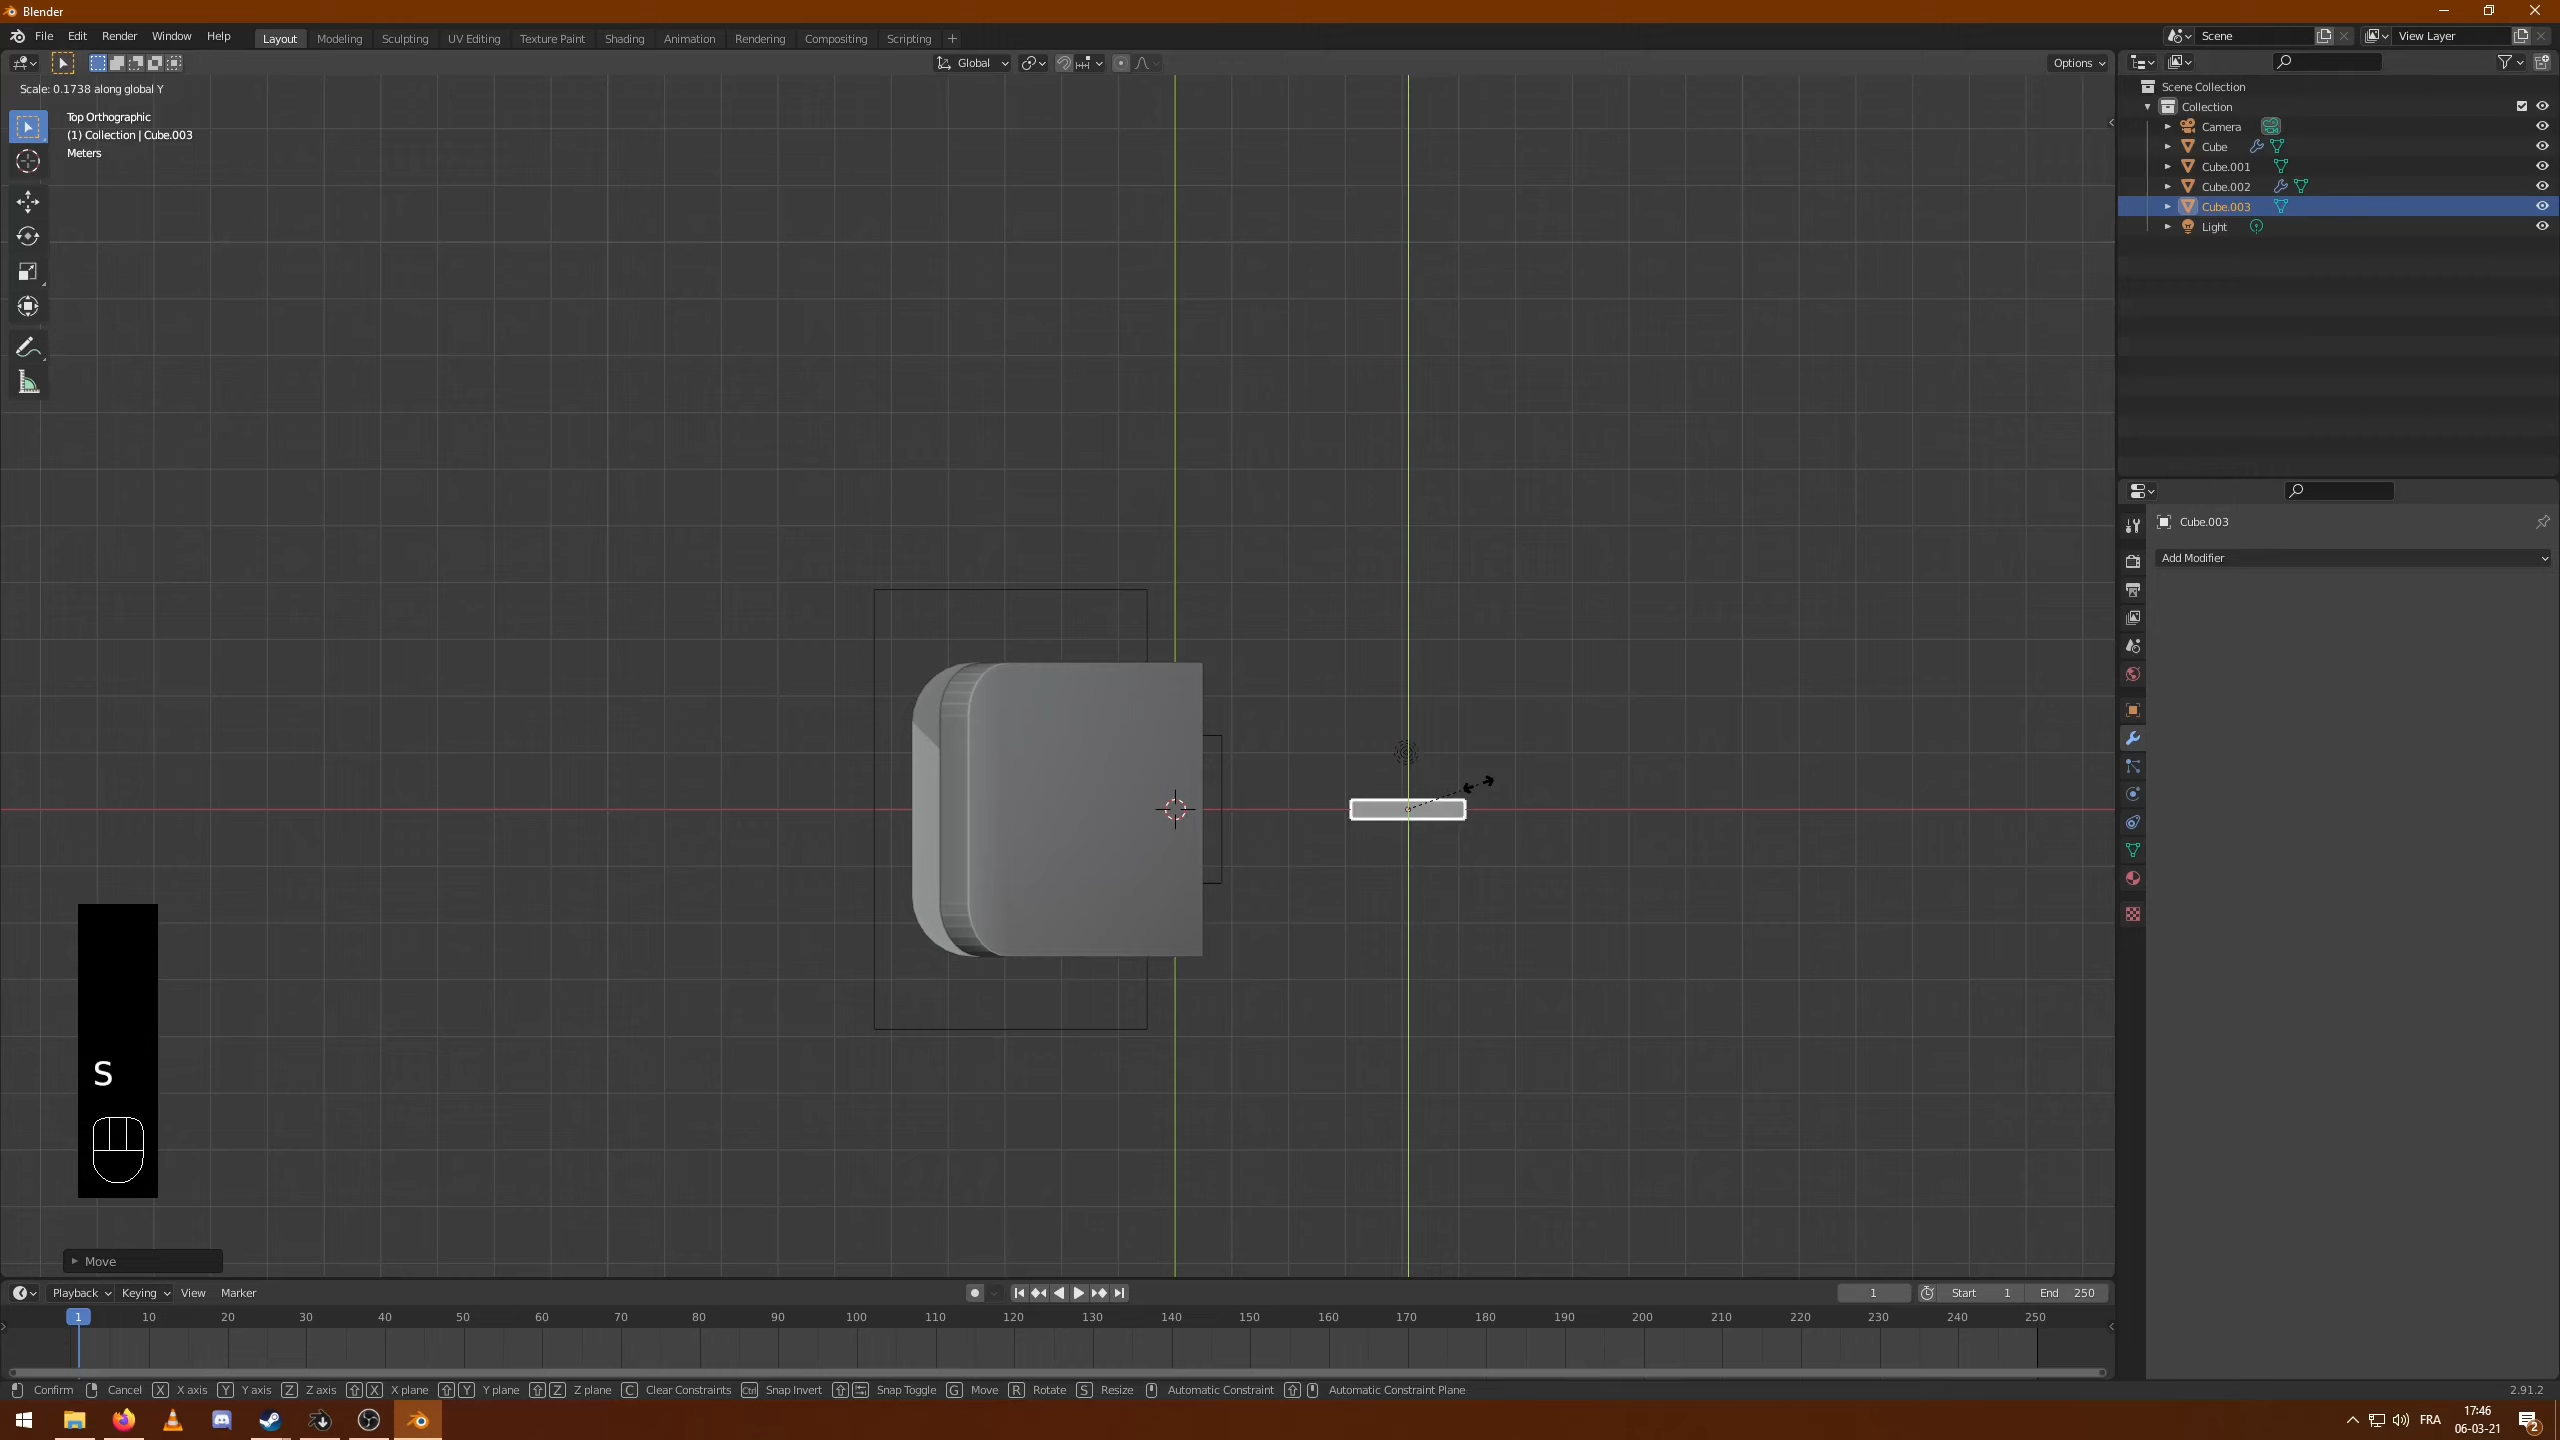 Blender
File Edit Render Window Help
Layout Modeling Sculpting UV Editing Texture Paint Shading Animation Rendering Compositing Scripting
Scene
View Layer
Global
Options
Scale: 0.1738 along global Y
Top Orthographic
(1) Collection | Cube.003
Meters
Scene Collection
Collection
Camera
Cube
Cube.001
Cube.002
Cube.003
Light
Cube.003
Add Modifier
S
Move
Playback Keying View Marker
1 Start 1 End 250
1 10 20 30 40 50 60 70 80 90 100 110 120 130 140 150 160 170 180 190 200 210 220 230 240 250
Confirm Cancel X X axis Y Y axis Z Z axis X X plane Y Y plane Z Z plane C Clear Constraints Ctrl Snap Invert Snap Toggle G Move R Rotate S Resize Automatic Constraint Automatic Constraint Plane
2.91.2
FRA
17:46
06-03-21
2